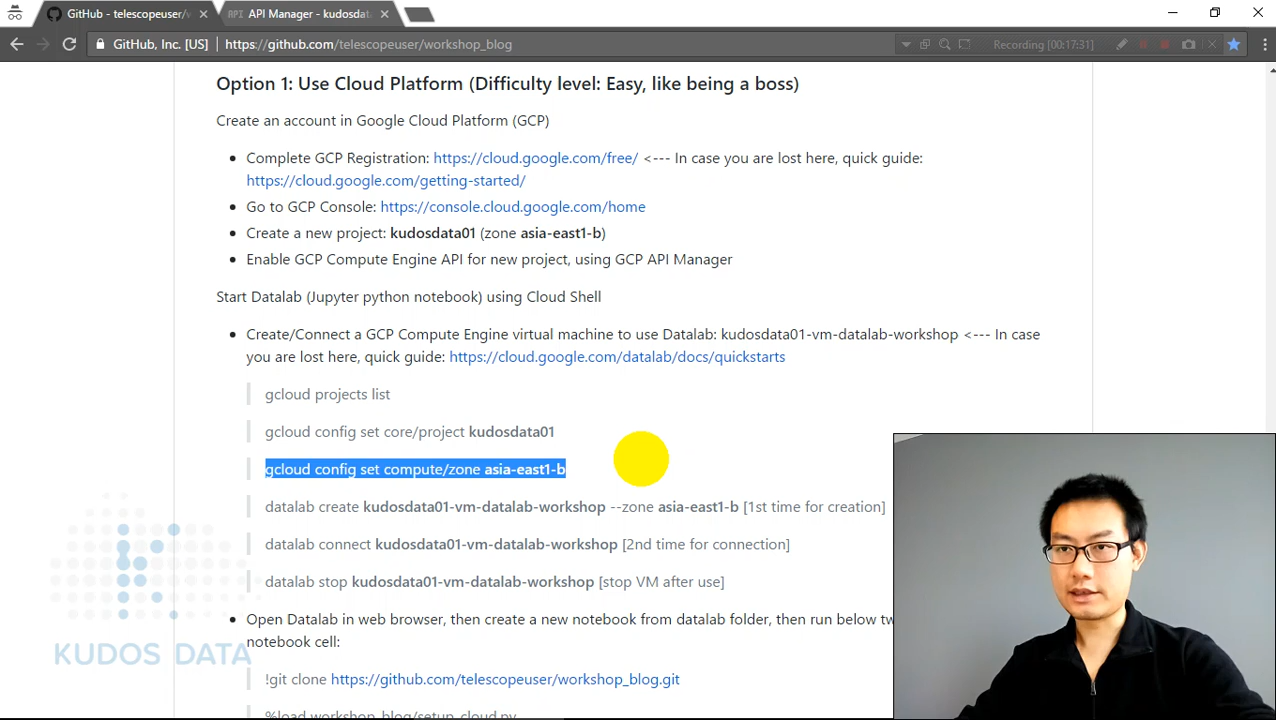 GitHub - telescopeuser/w
RPI API Manager - kudosdat
GitHub, Inc. [US] https://github.com/telescopeuser/workshop_blog
Recording [00:17:31]
Option 1: Use Cloud Platform (Difficulty level: Easy, like being a boss)
Create an account in Google Cloud Platform (GCP)
Complete GCP Registration: https://cloud.google.com/free/ <--- In case you are lost here, quick guide:
https://cloud.google.com/getting-started/
Go to GCP Console: https://console.cloud.google.com/home
Create a new project: kudosdata01 (zone asia-east1-b)
Enable GCP Compute Engine API for new project, using GCP API Manager
Start Datalab (Jupyter python notebook) using Cloud Shell
Create/Connect a GCP Compute Engine virtual machine to use Datalab: kudosdata01-vm-datalab-workshop <--- In case
you are lost here, quick guide: https://cloud.google.com/datalab/docs/quickstarts
gcloud projects list
gcloud config set core/project kudosdata01
gcloud config set compute/zone asia-east1-b
datalab create kudosdata01-vm-datalab-workshop --zone asia-east1-b [1st time for creation]
datalab connect kudosdata01-vm-datalab-workshop [2nd time for connection]
datalab stop kudosdata01-vm-datalab-workshop [stop VM after use]
Open Datalab in web browser, then create a new notebook from datalab folder, then run below tw
notebook cell:
!git clone https://github.com/telescopeuser/workshop_blog.git
%load workshop_blog/setup_cloud.py
KUDOS DATA